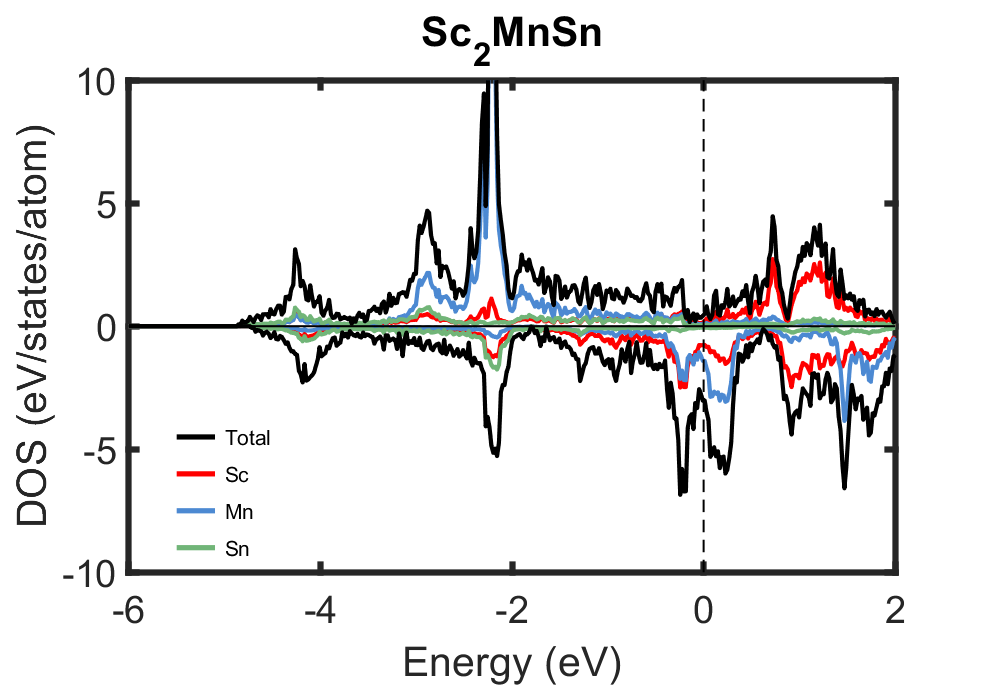 Sc2MnSn
10
5
0
-5
-10
DOS (eV/states/atom)
Total
Sc
Mn
Sn
-6 -4 -2 0 2
Energy (eV)